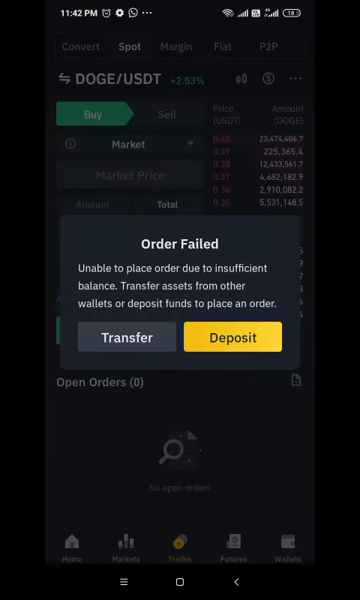 11:42 PM
18
Convert Spot Margin Fiat P2P
DOGE/USDT +2.53%
Buy Sell
Price (USDT) Amount (DOGE)
Market
Market Price
Amount Total
0.40 23,474,406.7
0.39 225,365.4
0.38 12,433,561.7
0.37 4,682,182.9
0.36 2,910,082.2
0.35 5,531,148.5
Order Failed
Unable to place order due to insufficient
balance. Transfer assets from other
wallets or deposit funds to place an order.
Transfer Deposit
Open Orders (0)
No open orders
Home Markets Trades Futures Wallets